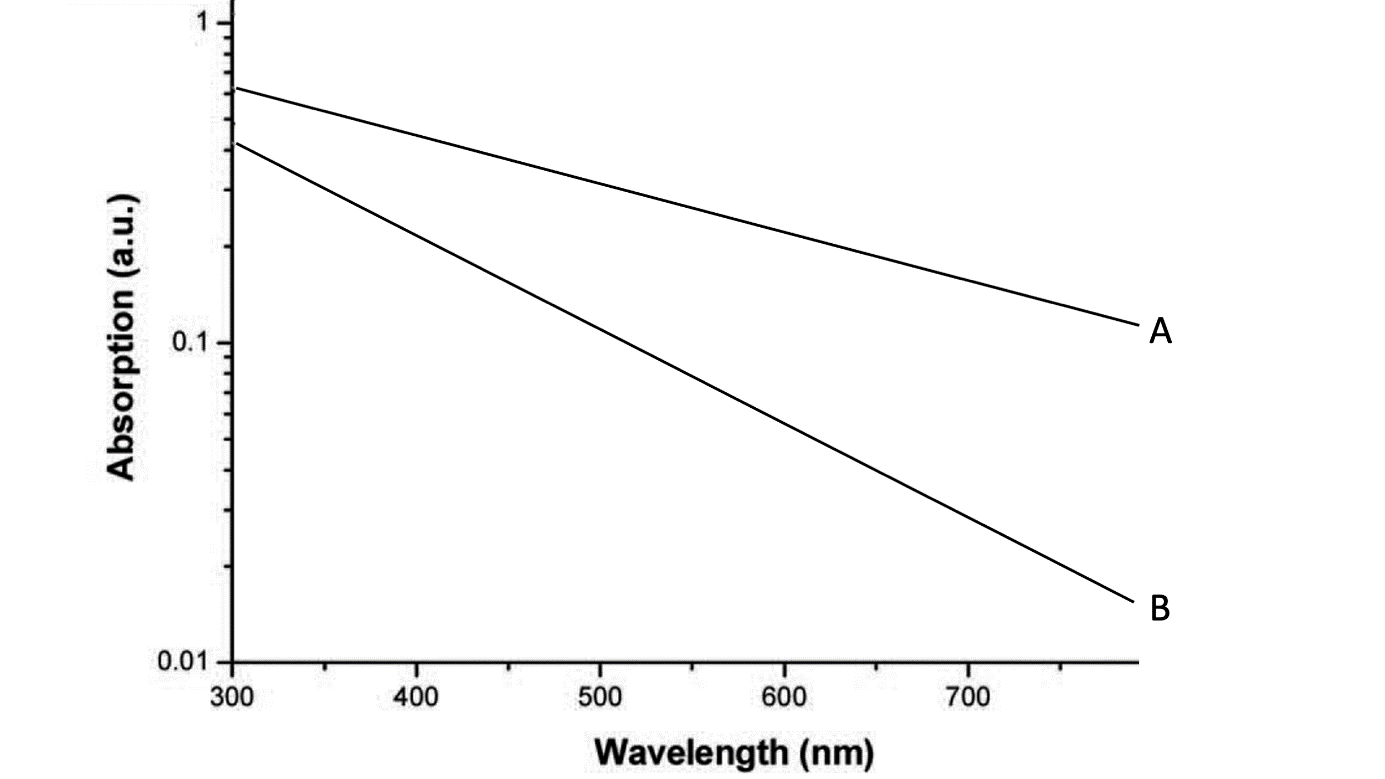 1
0.1
0.01
Absorption (a.u.)
A
B
300 400 500 600 700
Wavelength (nm)